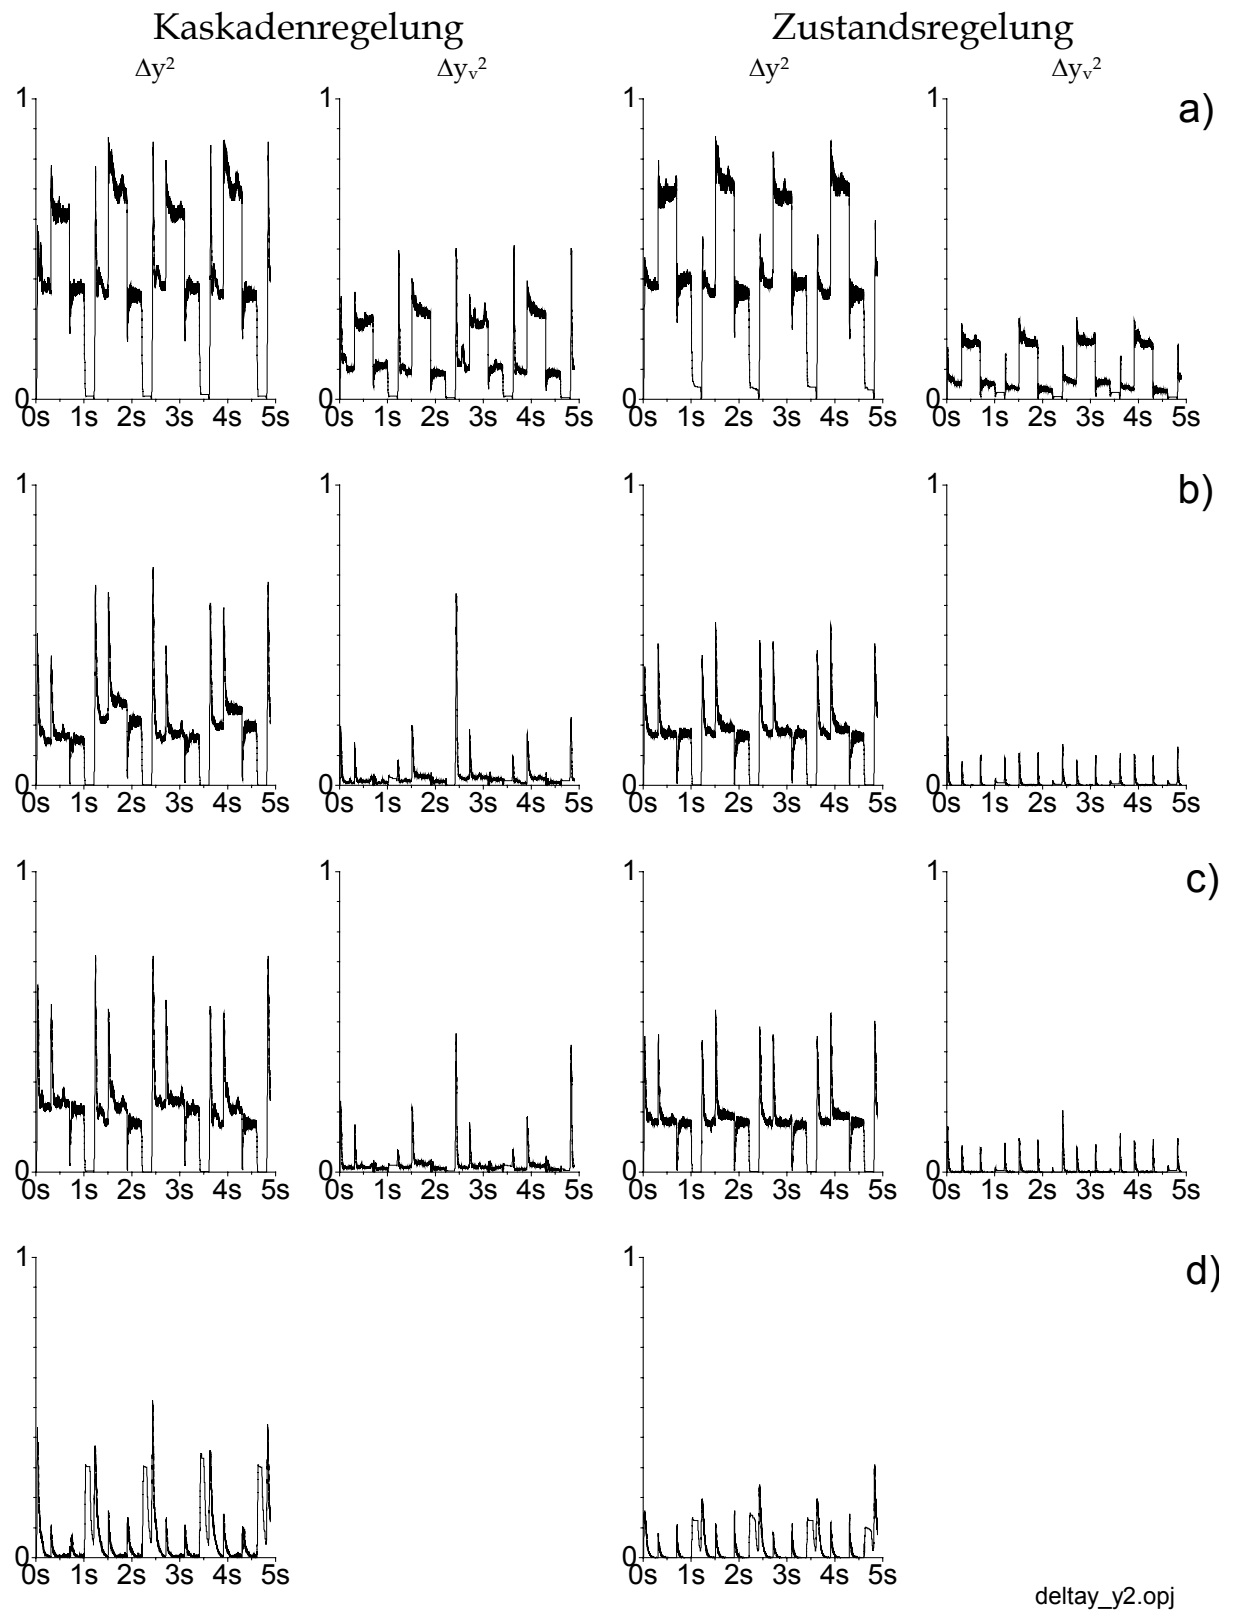 Kaskadenregelung Zustandsregelung
Δy² Δyᵥ² Δy² Δyᵥ²
a)
1 1 1 1
0 0 0 0
0s 1s 2s 3s 4s 5s 0s 1s 2s 3s 4s 5s 0s 1s 2s 3s 4s 5s 0s 1s 2s 3s 4s 5s
b)
1 1 1 1
0 0 0 0
0s 1s 2s 3s 4s 5s 0s 1s 2s 3s 4s 5s 0s 1s 2s 3s 4s 5s 0s 1s 2s 3s 4s 5s
c)
1 1 1 1
0 0 0 0
0s 1s 2s 3s 4s 5s 0s 1s 2s 3s 4s 5s 0s 1s 2s 3s 4s 5s 0s 1s 2s 3s 4s 5s
d)
1 1
0 0
0s 1s 2s 3s 4s 5s 0s 1s 2s 3s 4s 5s
deltay_y2.opj